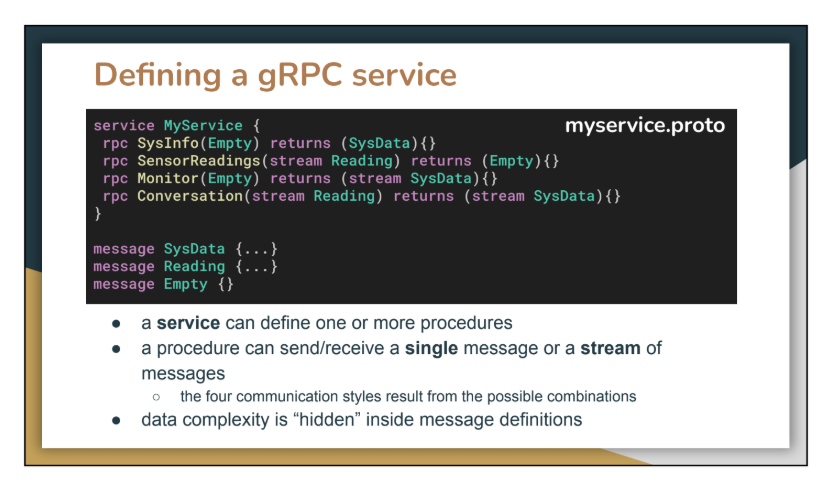 Defining a gRPC service
myservice.proto
service MyService {
 rpc SysInfo(Empty) returns (SysData){}
 rpc SensorReadings(stream Reading) returns (Empty){}
 rpc Monitor(Empty) returns (stream SysData){}
 rpc Conversation(stream Reading) returns (stream SysData){}
}
message SysData {...}
message Reading {...}
message Empty {}
● a service can define one or more procedures
● a procedure can send/receive a single message or a stream of
messages
○ the four communication styles result from the possible combinations
● data complexity is “hidden” inside message definitions